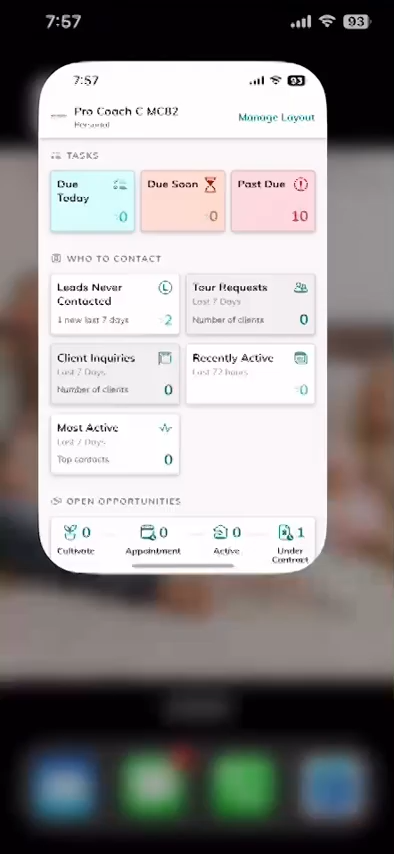 7:57
93
7:57
93
Pro Coach C MC82
Personal
Manage Layout
TASKS
Due Today
0
Due Soon
0
Past Due
10
WHO TO CONTACT
Leads Never Contacted
1 new last 7 days
2
Tour Requests
Last 7 Days
Number of clients
0
Client Inquiries
Last 7 Days
Number of clients
0
Recently Active
Last 72 hours
0
Most Active
Last 7 Days
Top contacts
0
OPEN OPPORTUNITIES
0
Cultivate
0
Appointment
0
Active
1
Under Contract